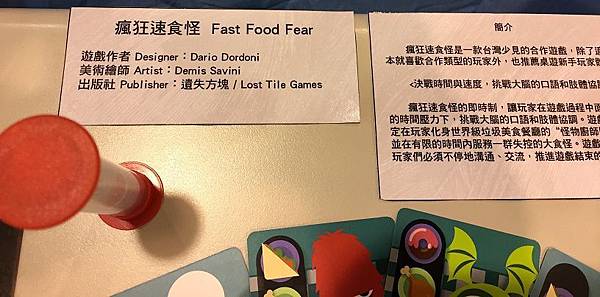 瘋狂速食怪 Fast Food Fear
遊戲作者 Designer：Dario Dordoni
美術繪師 Artist：Demis Savini
出版社 Publisher：遺失方塊 / Lost Tile Games
簡介
瘋狂速食怪是一款台灣少見的合作遊戲，除了
本就喜歡合作類型的玩家外，也推薦桌遊新手玩家
<決戰時間與速度，挑戰大腦的口語和肢體協調
瘋狂速食怪的即時制，讓玩家在遊戲過程中
的時間壓力下，挑戰大腦的口語和肢體協調。遊戲
定在玩家化身世界級垃圾美食餐廳的“怪物廚師
並在有限的時間內服務一群失控的大食怪。遊戲
玩家們必須不停地溝通、交流，推進遊戲結束的